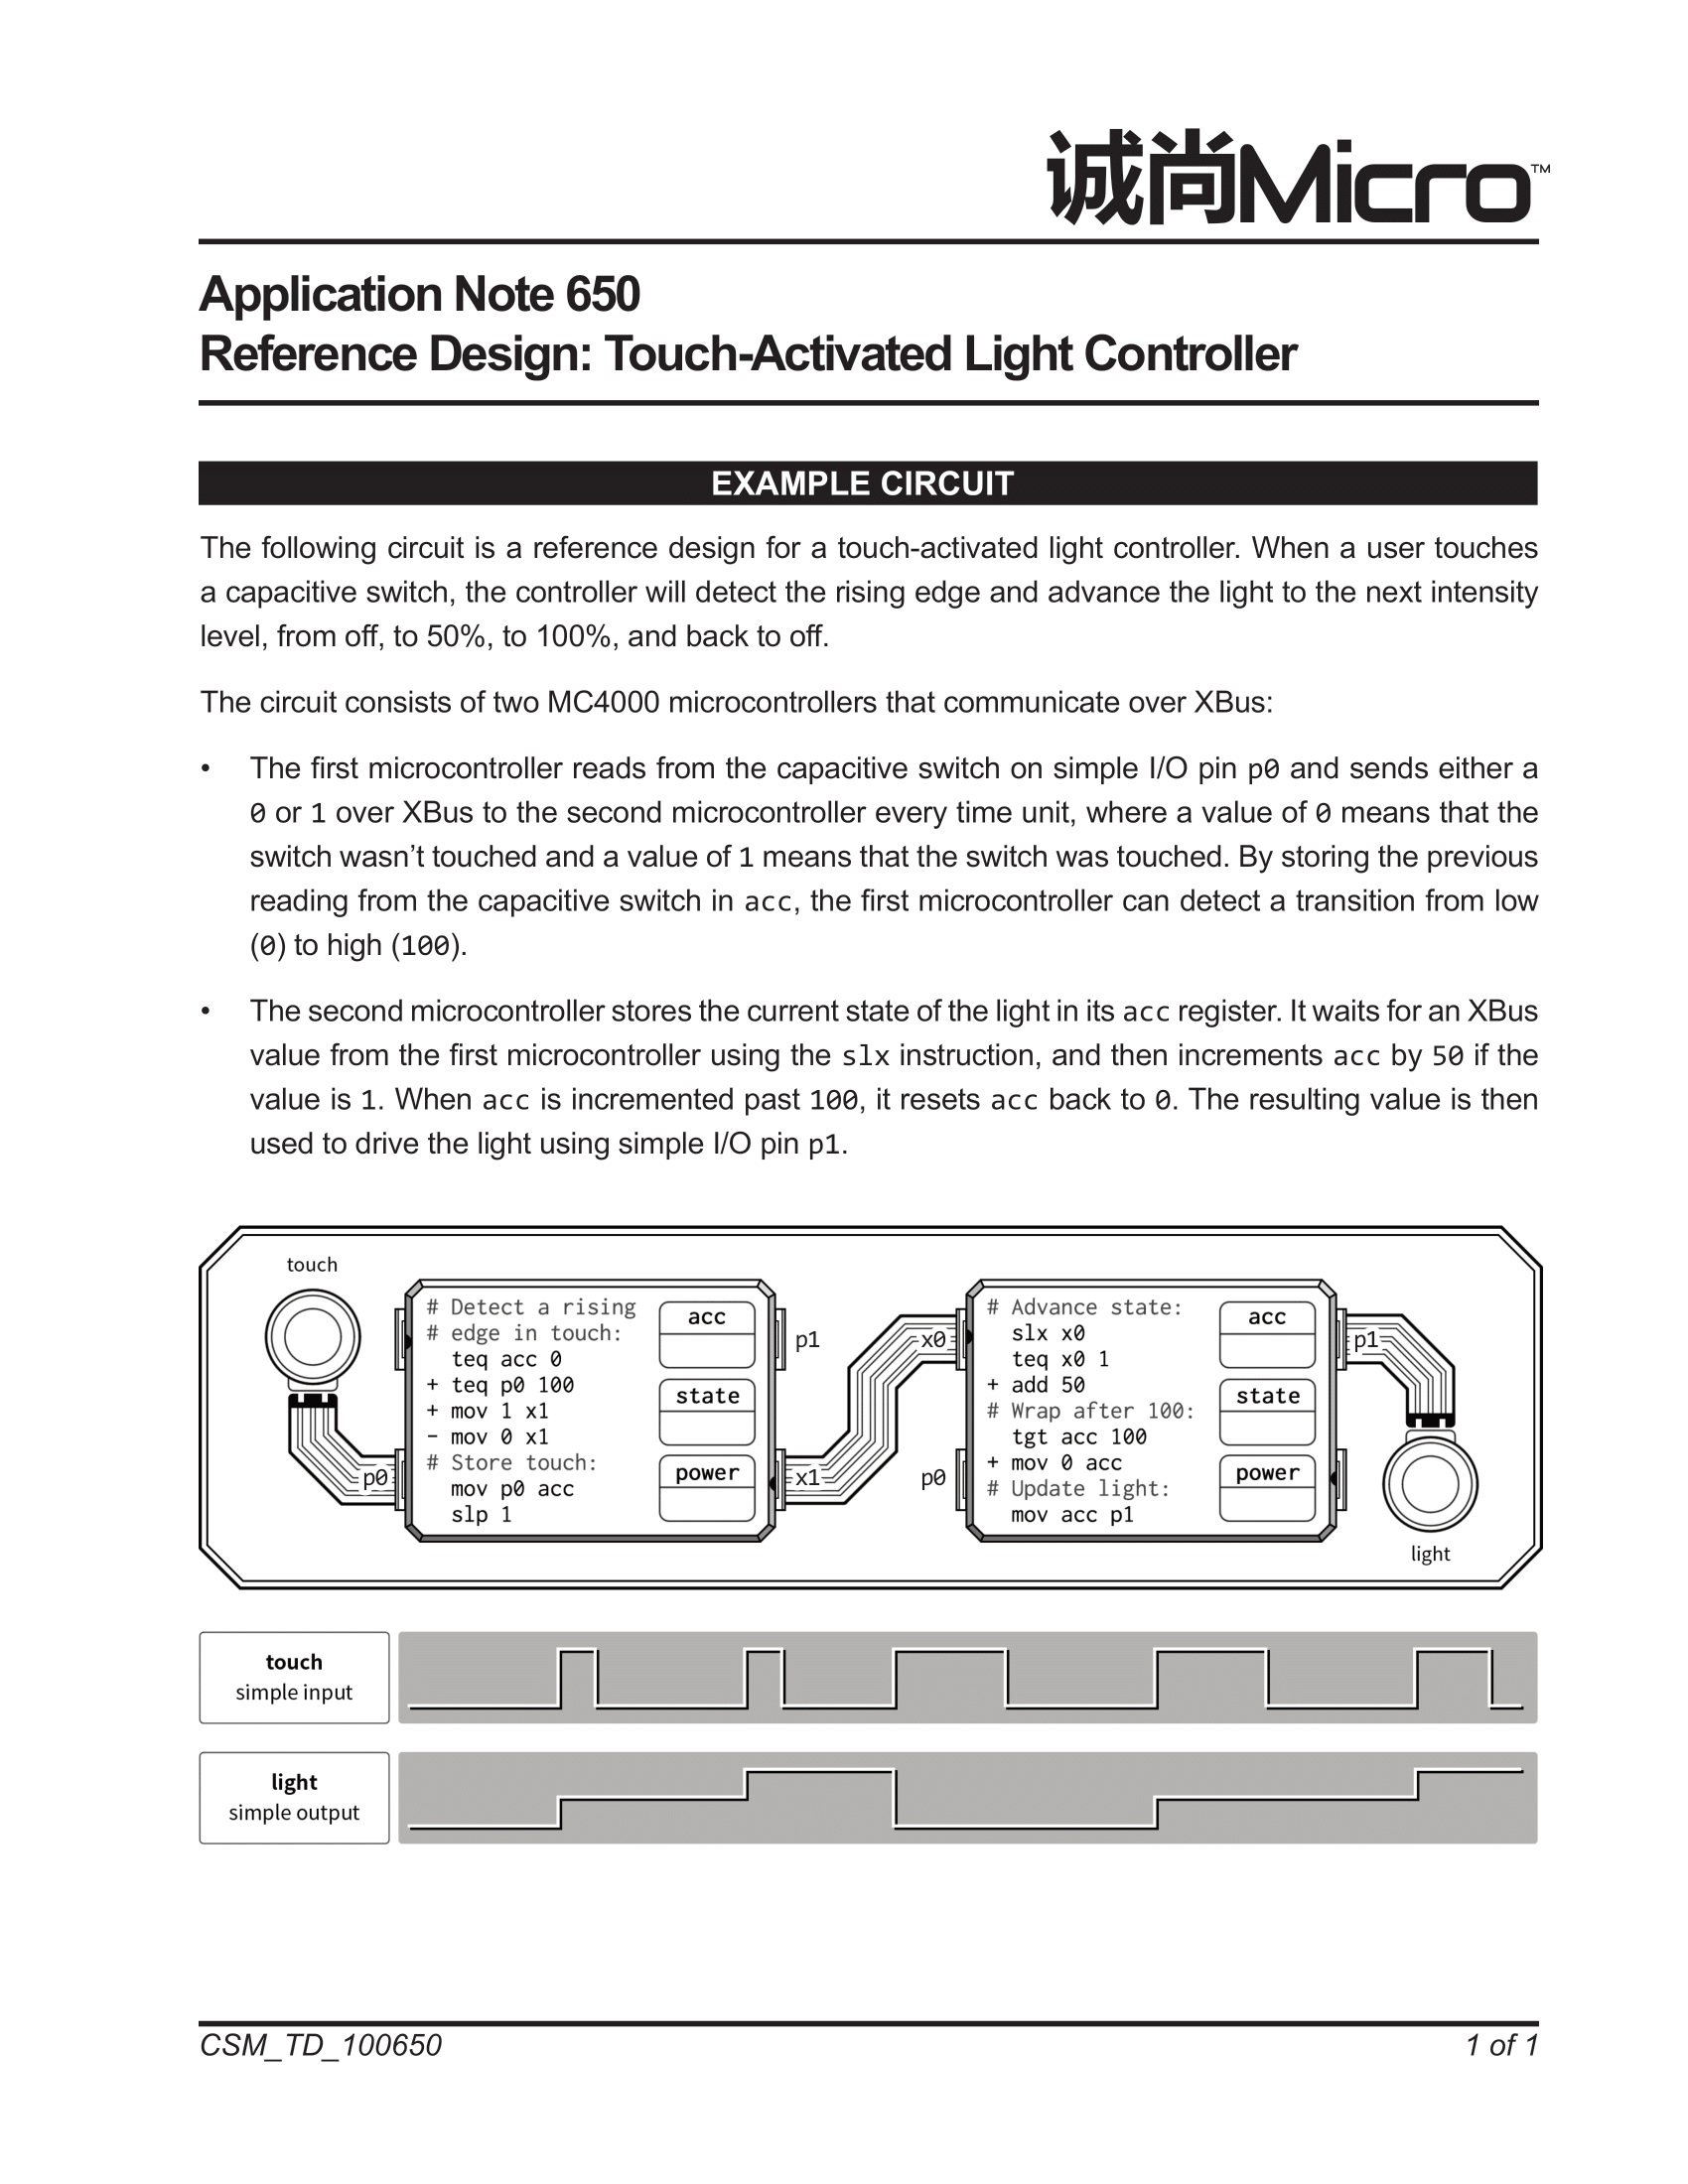 诚尚Micro™
Application Note 650
Reference Design: Touch-Activated Light Controller
EXAMPLE CIRCUIT
The following circuit is a reference design for a touch-activated light controller. When a user touches
a capacitive switch, the controller will detect the rising edge and advance the light to the next intensity
level, from off, to 50%, to 100%, and back to off.
The circuit consists of two MC4000 microcontrollers that communicate over XBus:
• The first microcontroller reads from the capacitive switch on simple I/O pin p0 and sends either a
0 or 1 over XBus to the second microcontroller every time unit, where a value of 0 means that the
switch wasn’t touched and a value of 1 means that the switch was touched. By storing the previous
reading from the capacitive switch in acc, the first microcontroller can detect a transition from low
(0) to high (100).
• The second microcontroller stores the current state of the light in its acc register. It waits for an XBus
value from the first microcontroller using the slx instruction, and then increments acc by 50 if the
value is 1. When acc is incremented past 100, it resets acc back to 0. The resulting value is then
used to drive the light using simple I/O pin p1.
touch
p0
# Detect a rising
# edge in touch:
teq acc 0
+ teq p0 100
+ mov 1 x1
- mov 0 x1
# Store touch:
mov p0 acc
slp 1
acc
state
power
p1
x1
x0
p0
# Advance state:
slx x0
teq x0 1
+ add 50
# Wrap after 100:
tgt acc 100
+ mov 0 acc
# Update light:
mov acc p1
acc
state
power
p1
light
touch
simple input
light
simple output
CSM_TD_100650
1 of 1